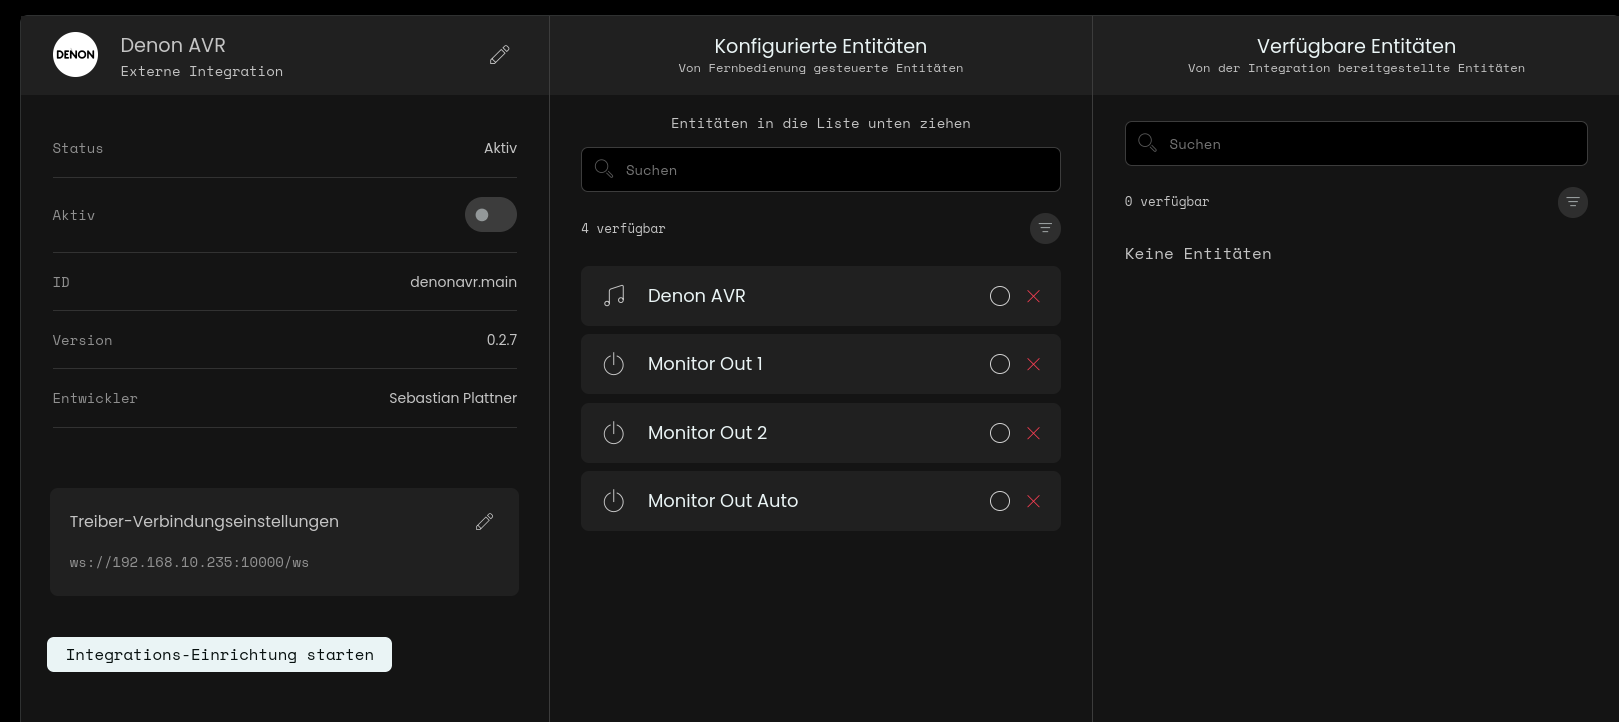 DENON
Denon AVR
Externe Integration
Status
Aktiv
Aktiv
ID
denonavr.main
Version
0.2.7
Entwickler
Sebastian Plattner
Treiber-Verbindungseinstellungen
ws://192.168.10.235:10000/ws
Integrations-Einrichtung starten
Konfigurierte Entitäten
Von Fernbedienung gesteuerte Entitäten
Entitäten in die Liste unten ziehen
Suchen
4 verfügbar
Denon AVR
Monitor Out 1
Monitor Out 2
Monitor Out Auto
Verfügbare Entitäten
Von der Integration bereitgestellte Entitäten
Suchen
0 verfügbar
Keine Entitäten